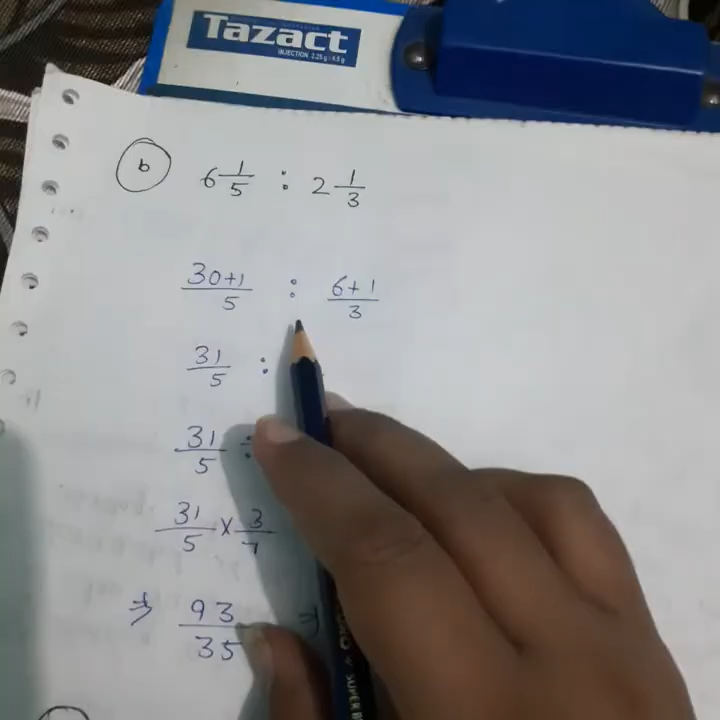 Tazact
INJECTION 2.25 g - 4.5 g
b 6 1/5 : 2 1/3
30+1/5 : 6+1/3
31/5 :
31/5 ÷
31/5 × 3/7
⇒ 93/35 ⇒
SUPER B